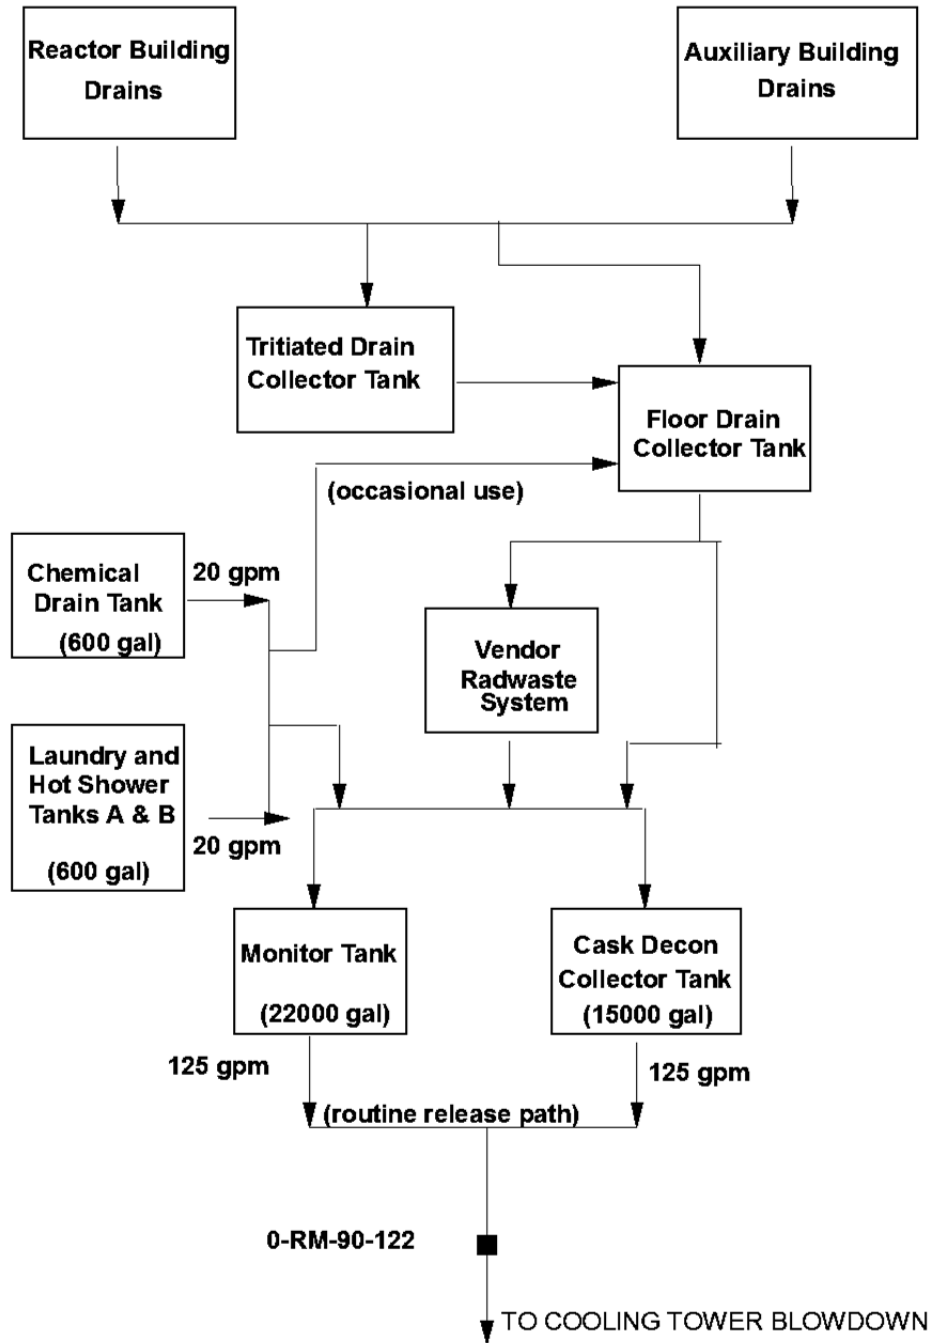 Reactor Building
Drains
Auxiliary Building
Drains
Tritiated Drain
Collector Tank
Floor Drain
Collector Tank
(occasional use)
Chemical
Drain Tank
(600 gal)
20 gpm
Vendor
Radwaste
System
Laundry and
Hot Shower
Tanks A & B
(600 gal)
20 gpm
Monitor Tank
(22000 gal)
Cask Decon
Collector Tank
(15000 gal)
125 gpm
125 gpm
(routine release path)
0-RM-90-122
TO COOLING TOWER BLOWDOWN